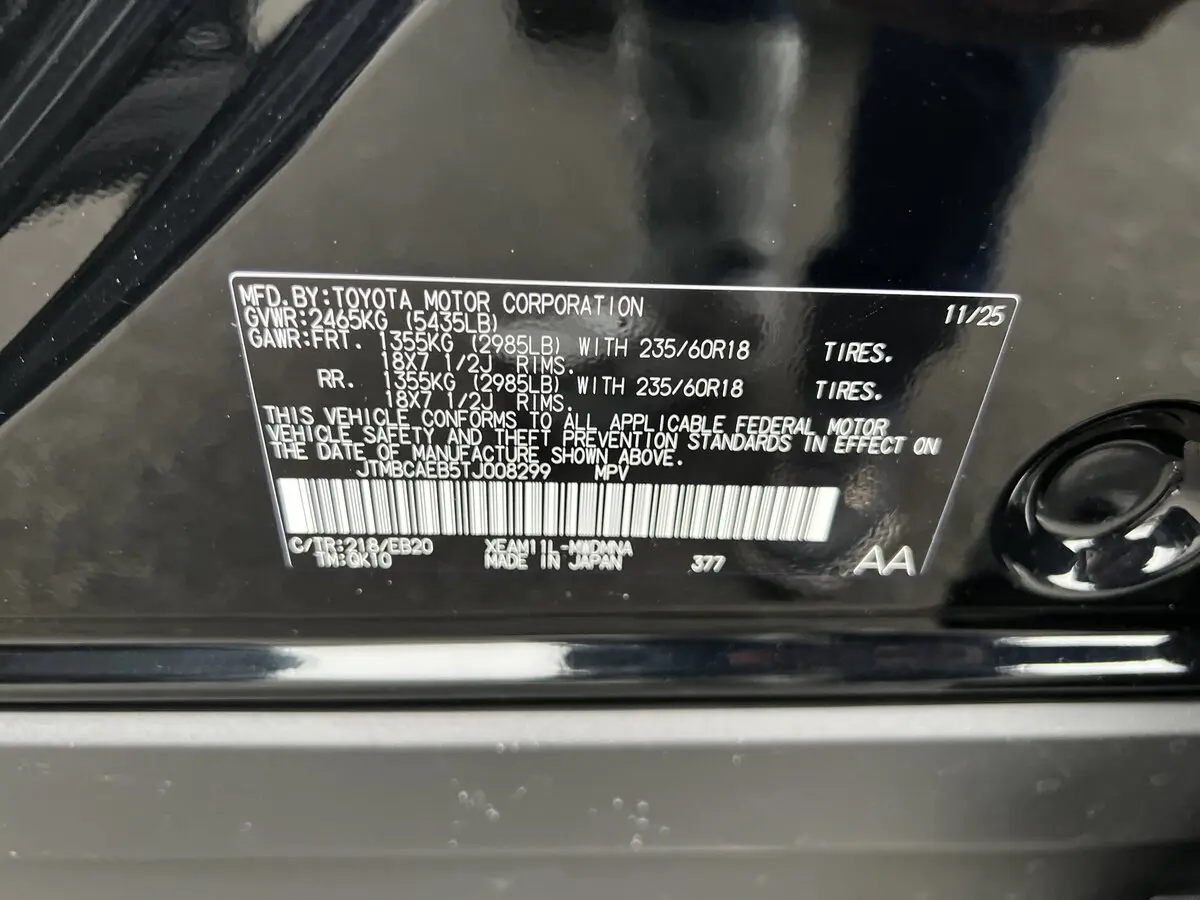 MFD.BY:TOYOTA MOTOR CORPORATION 11/25
GVWR:2465KG (5435LB)
GAWR:FRT. 1355KG (2985LB) WITH 235/60R18 TIRES.
18X7 1/2J RIMS.
RR. 1355KG (2985LB) WITH 235/60R18 TIRES.
18X7 1/2J RIMS.
THIS VEHICLE CONFORMS TO ALL APPLICABLE FEDERAL MOTOR
VEHICLE SAFETY AND THEFT PREVENTION STANDARDS IN EFFECT ON
THE DATE OF MANUFACTURE SHOWN ABOVE.
JTMBCAEB5TJ008299 MPV
C/TR:218/EB20 XEAM11L-MWDMNA
TM:QK10 MADE IN JAPAN 377 AA